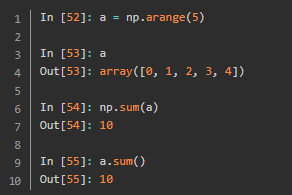 1 In [52]: a = np.arange(5)
2
3 In [53]: a
4 Out[53]: array([0, 1, 2, 3, 4])
5
6 In [54]: np.sum(a)
7 Out[54]: 10
8
9 In [55]: a.sum()
10 Out[55]: 10